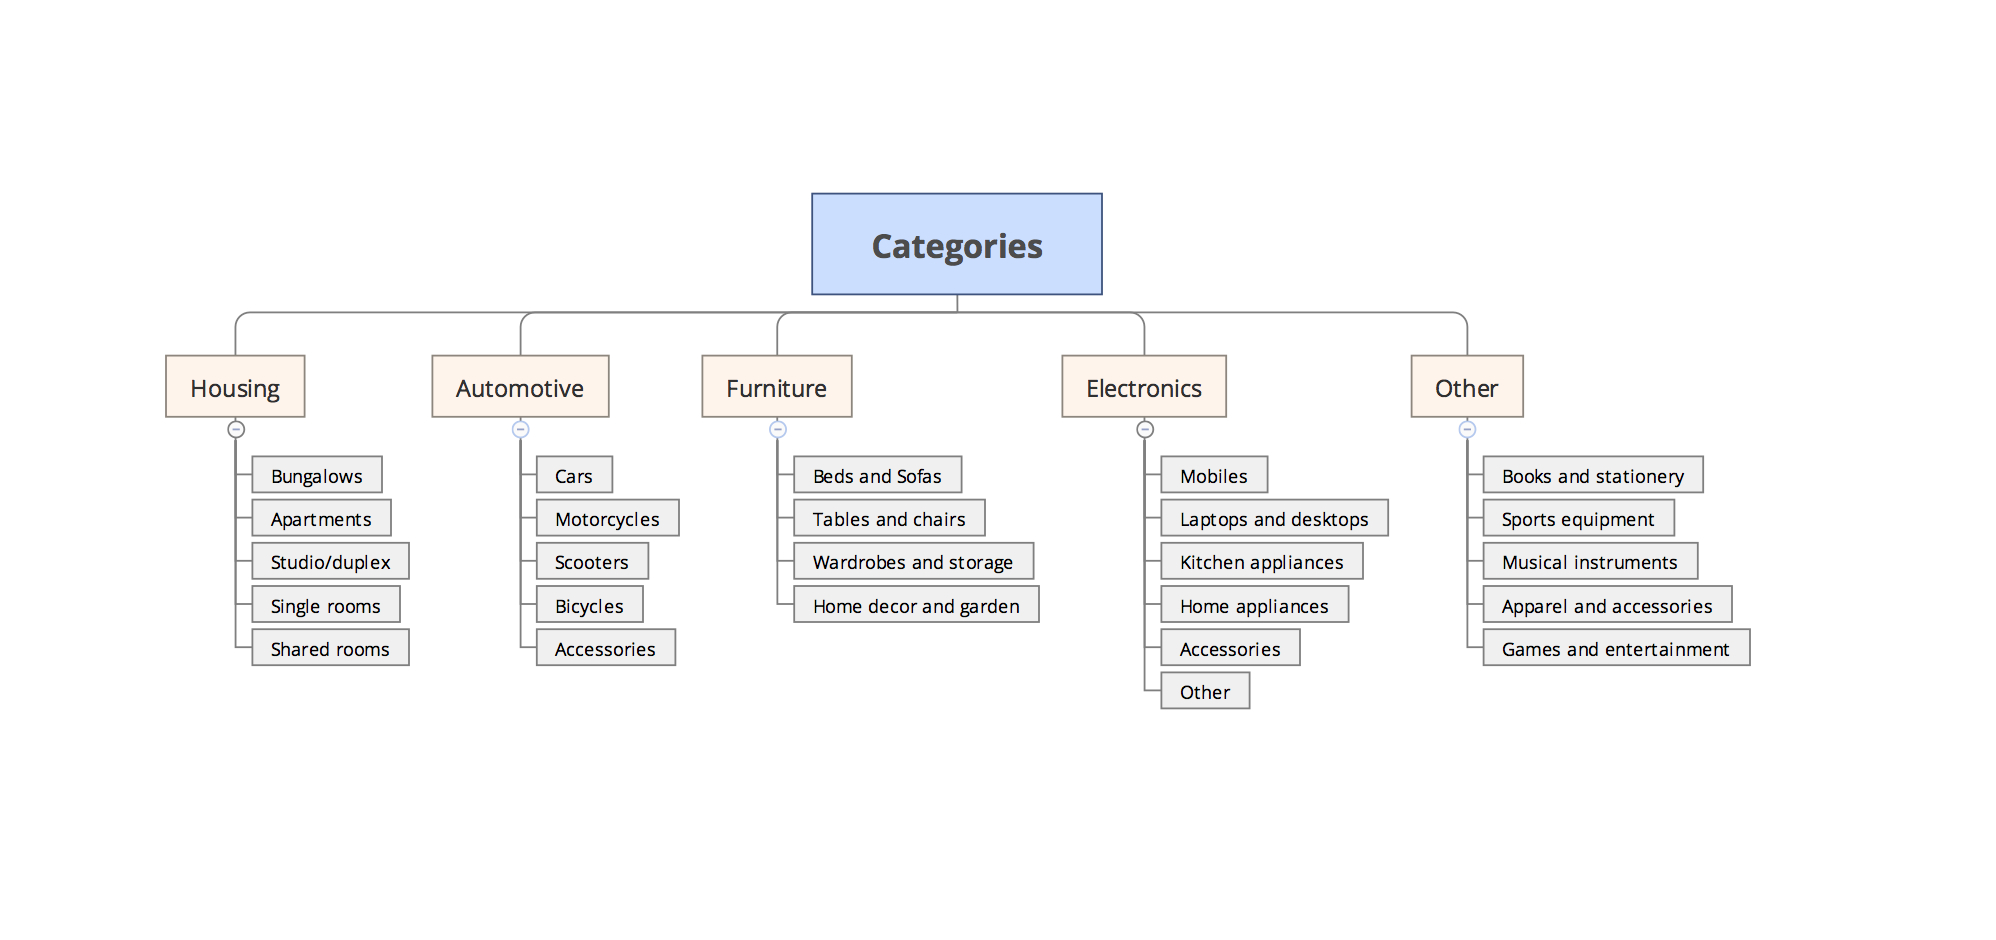 Categories
Housing
Bungalows
Apartments
Studio/duplex
Single rooms
Shared rooms
Automotive
Cars
Motorcycles
Scooters
Bicycles
Accessories
Furniture
Beds and Sofas
Tables and chairs
Wardrobes and storage
Home decor and garden
Electronics
Mobiles
Laptops and desktops
Kitchen appliances
Home appliances
Accessories
Other
Other
Books and stationery
Sports equipment
Musical instruments
Apparel and accessories
Games and entertainment